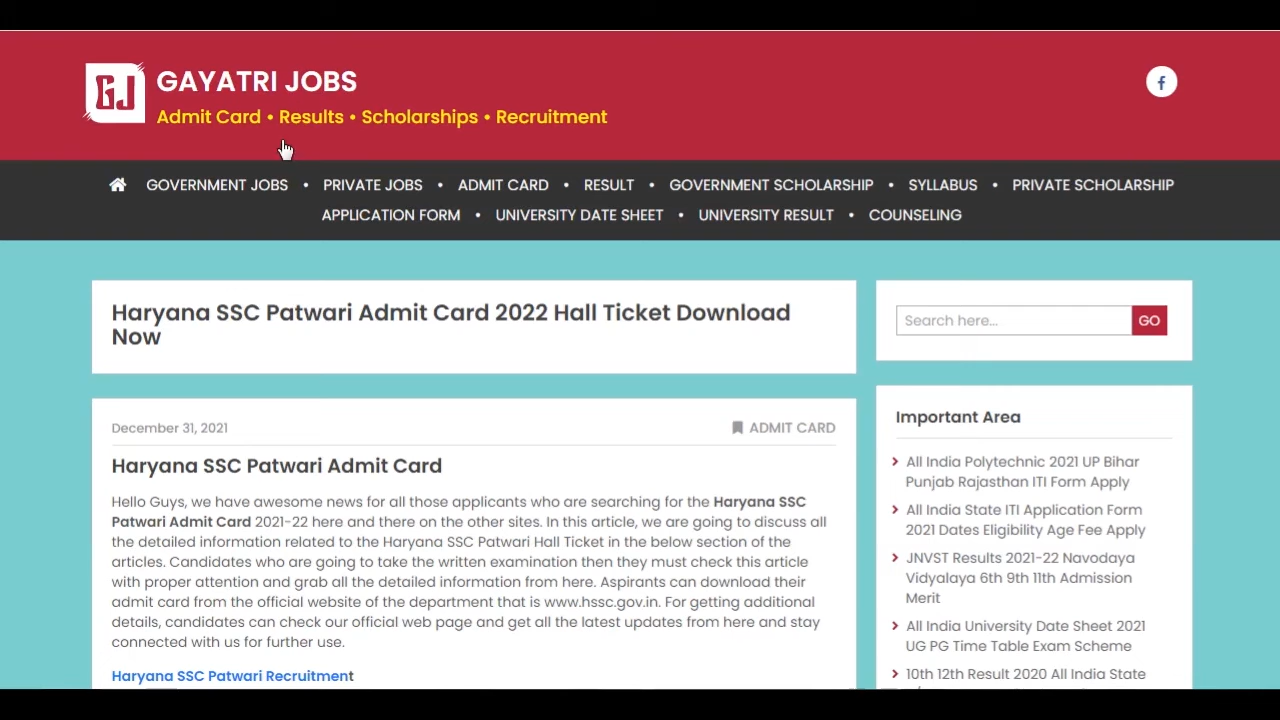 GJ
GAYATRI JOBS
Admit Card • Results • Scholarships • Recruitment
f
GOVERNMENT JOBS • PRIVATE JOBS • ADMIT CARD • RESULT • GOVERNMENT SCHOLARSHIP • SYLLABUS • PRIVATE SCHOLARSHIP
APPLICATION FORM • UNIVERSITY DATE SHEET • UNIVERSITY RESULT • COUNSELING
Haryana SSC Patwari Admit Card 2022 Hall Ticket Download
Now
December 31, 2021
ADMIT CARD
Haryana SSC Patwari Admit Card
Hello Guys, we have awesome news for all those applicants who are searching for the Haryana SSC
Patwari Admit Card 2021-22 here and there on the other sites. In this article, we are going to discuss all
the detailed information related to the Haryana SSC Patwari Hall Ticket in the below section of the
articles. Candidates who are going to take the written examination then they must check this article
with proper attention and grab all the detailed information from here. Aspirants can download their
admit card from the official website of the department that is www.hssc.gov.in. For getting additional
details, candidates can check our official web page and get all the latest updates from here and stay
connected with us for further use.
Haryana SSC Patwari Recruitment
Search here...
GO
Important Area
All India Polytechnic 2021 UP Bihar
Punjab Rajasthan ITI Form Apply
All India State ITI Application Form
2021 Dates Eligibility Age Fee Apply
JNVST Results 2021-22 Navodaya
Vidyalaya 6th 9th 11th Admission
Merit
All India University Date Sheet 2021
UG PG Time Table Exam Scheme
10th 12th Result 2020 All India State